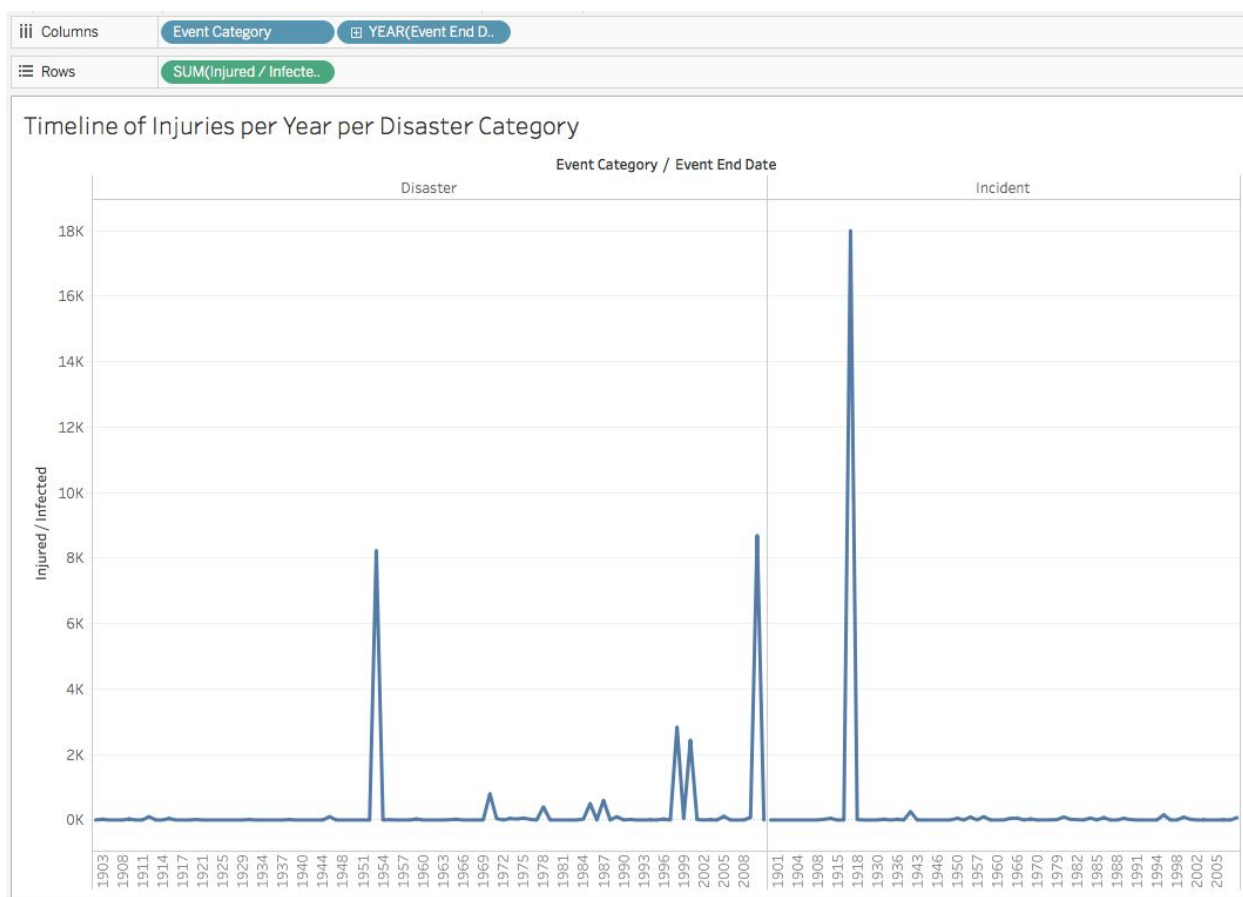 Columns Event Category YEAR(Event End D..
Rows SUM(Injured / Infecte..
Timeline of Injuries per Year per Disaster Category
Event Category / Event End Date
Disaster Incident
18K
16K
14K
12K
10K
8K
6K
4K
2K
0K
Injured / Infected
1903 1908 1911 1914 1917 1921 1925 1929 1934 1937 1940 1944 1948 1951 1954 1957 1960 1963 1966 1969 1972 1975 1978 1981 1984 1987 1990 1993 1996 1999 2002 2005 2008 1901 1904 1908 1915 1918 1930 1936 1943 1946 1950 1957 1960 1966 1970 1979 1982 1985 1988 1991 1994 1998 2002 2005